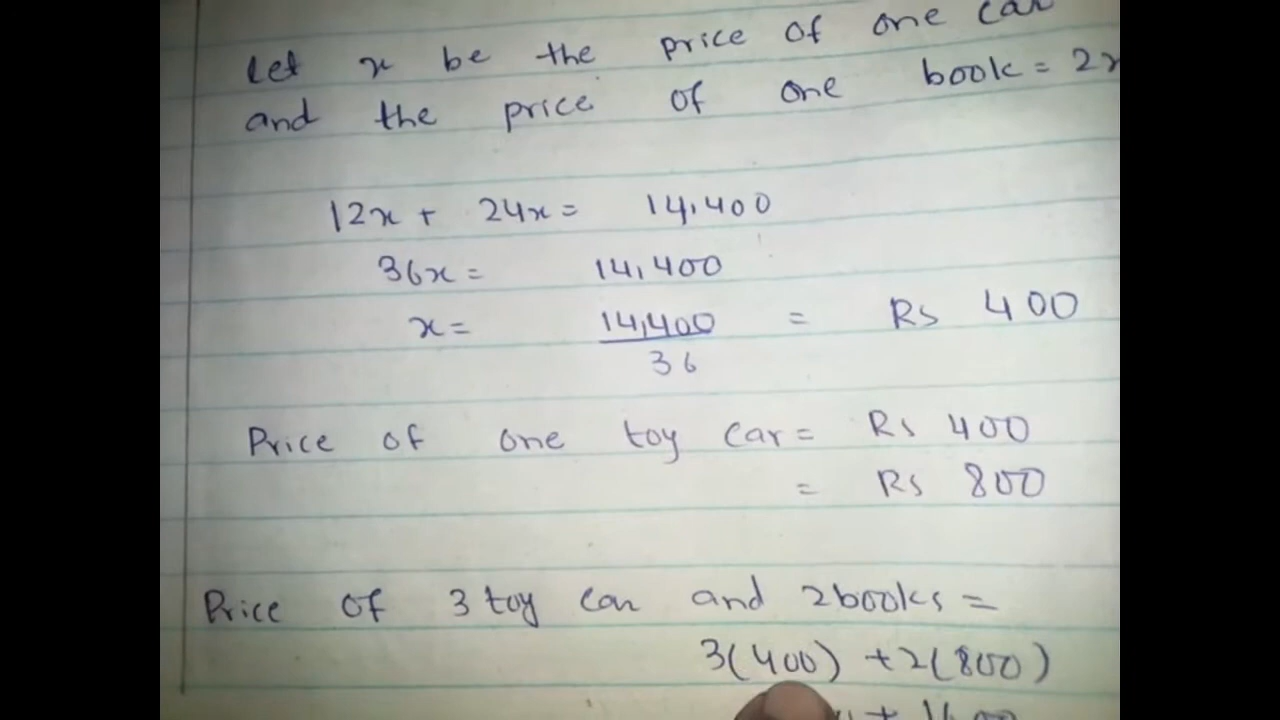 Let x be the price of one car
and the price of one book = 2x
12x + 24x = 14,400
36x = 14,400
x = 14,400 = Rs 400
36
Price of one toy car = Rs 400
= Rs 800
Price of 3 toy car and 2 books =
3(400) + 2(800)